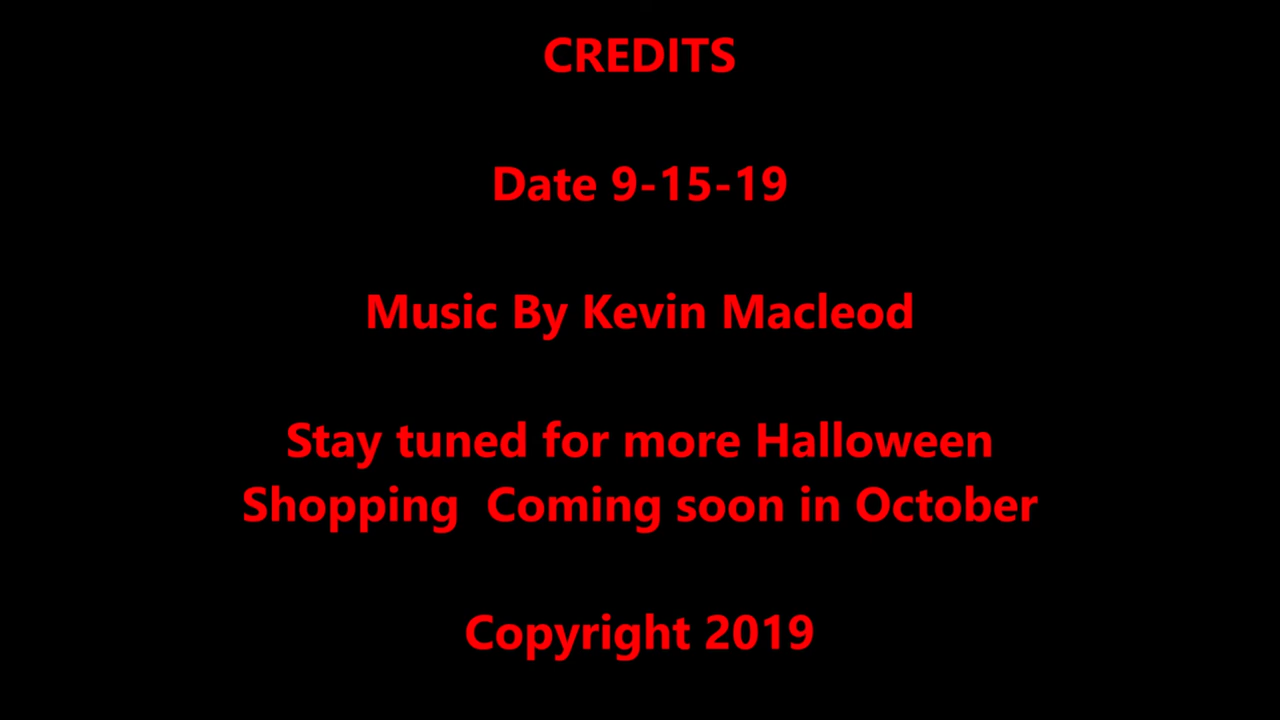 CREDITS
Date 9-15-19
Music By Kevin Macleod
Stay tuned for more Halloween
Shopping  Coming soon in October
Copyright 2019